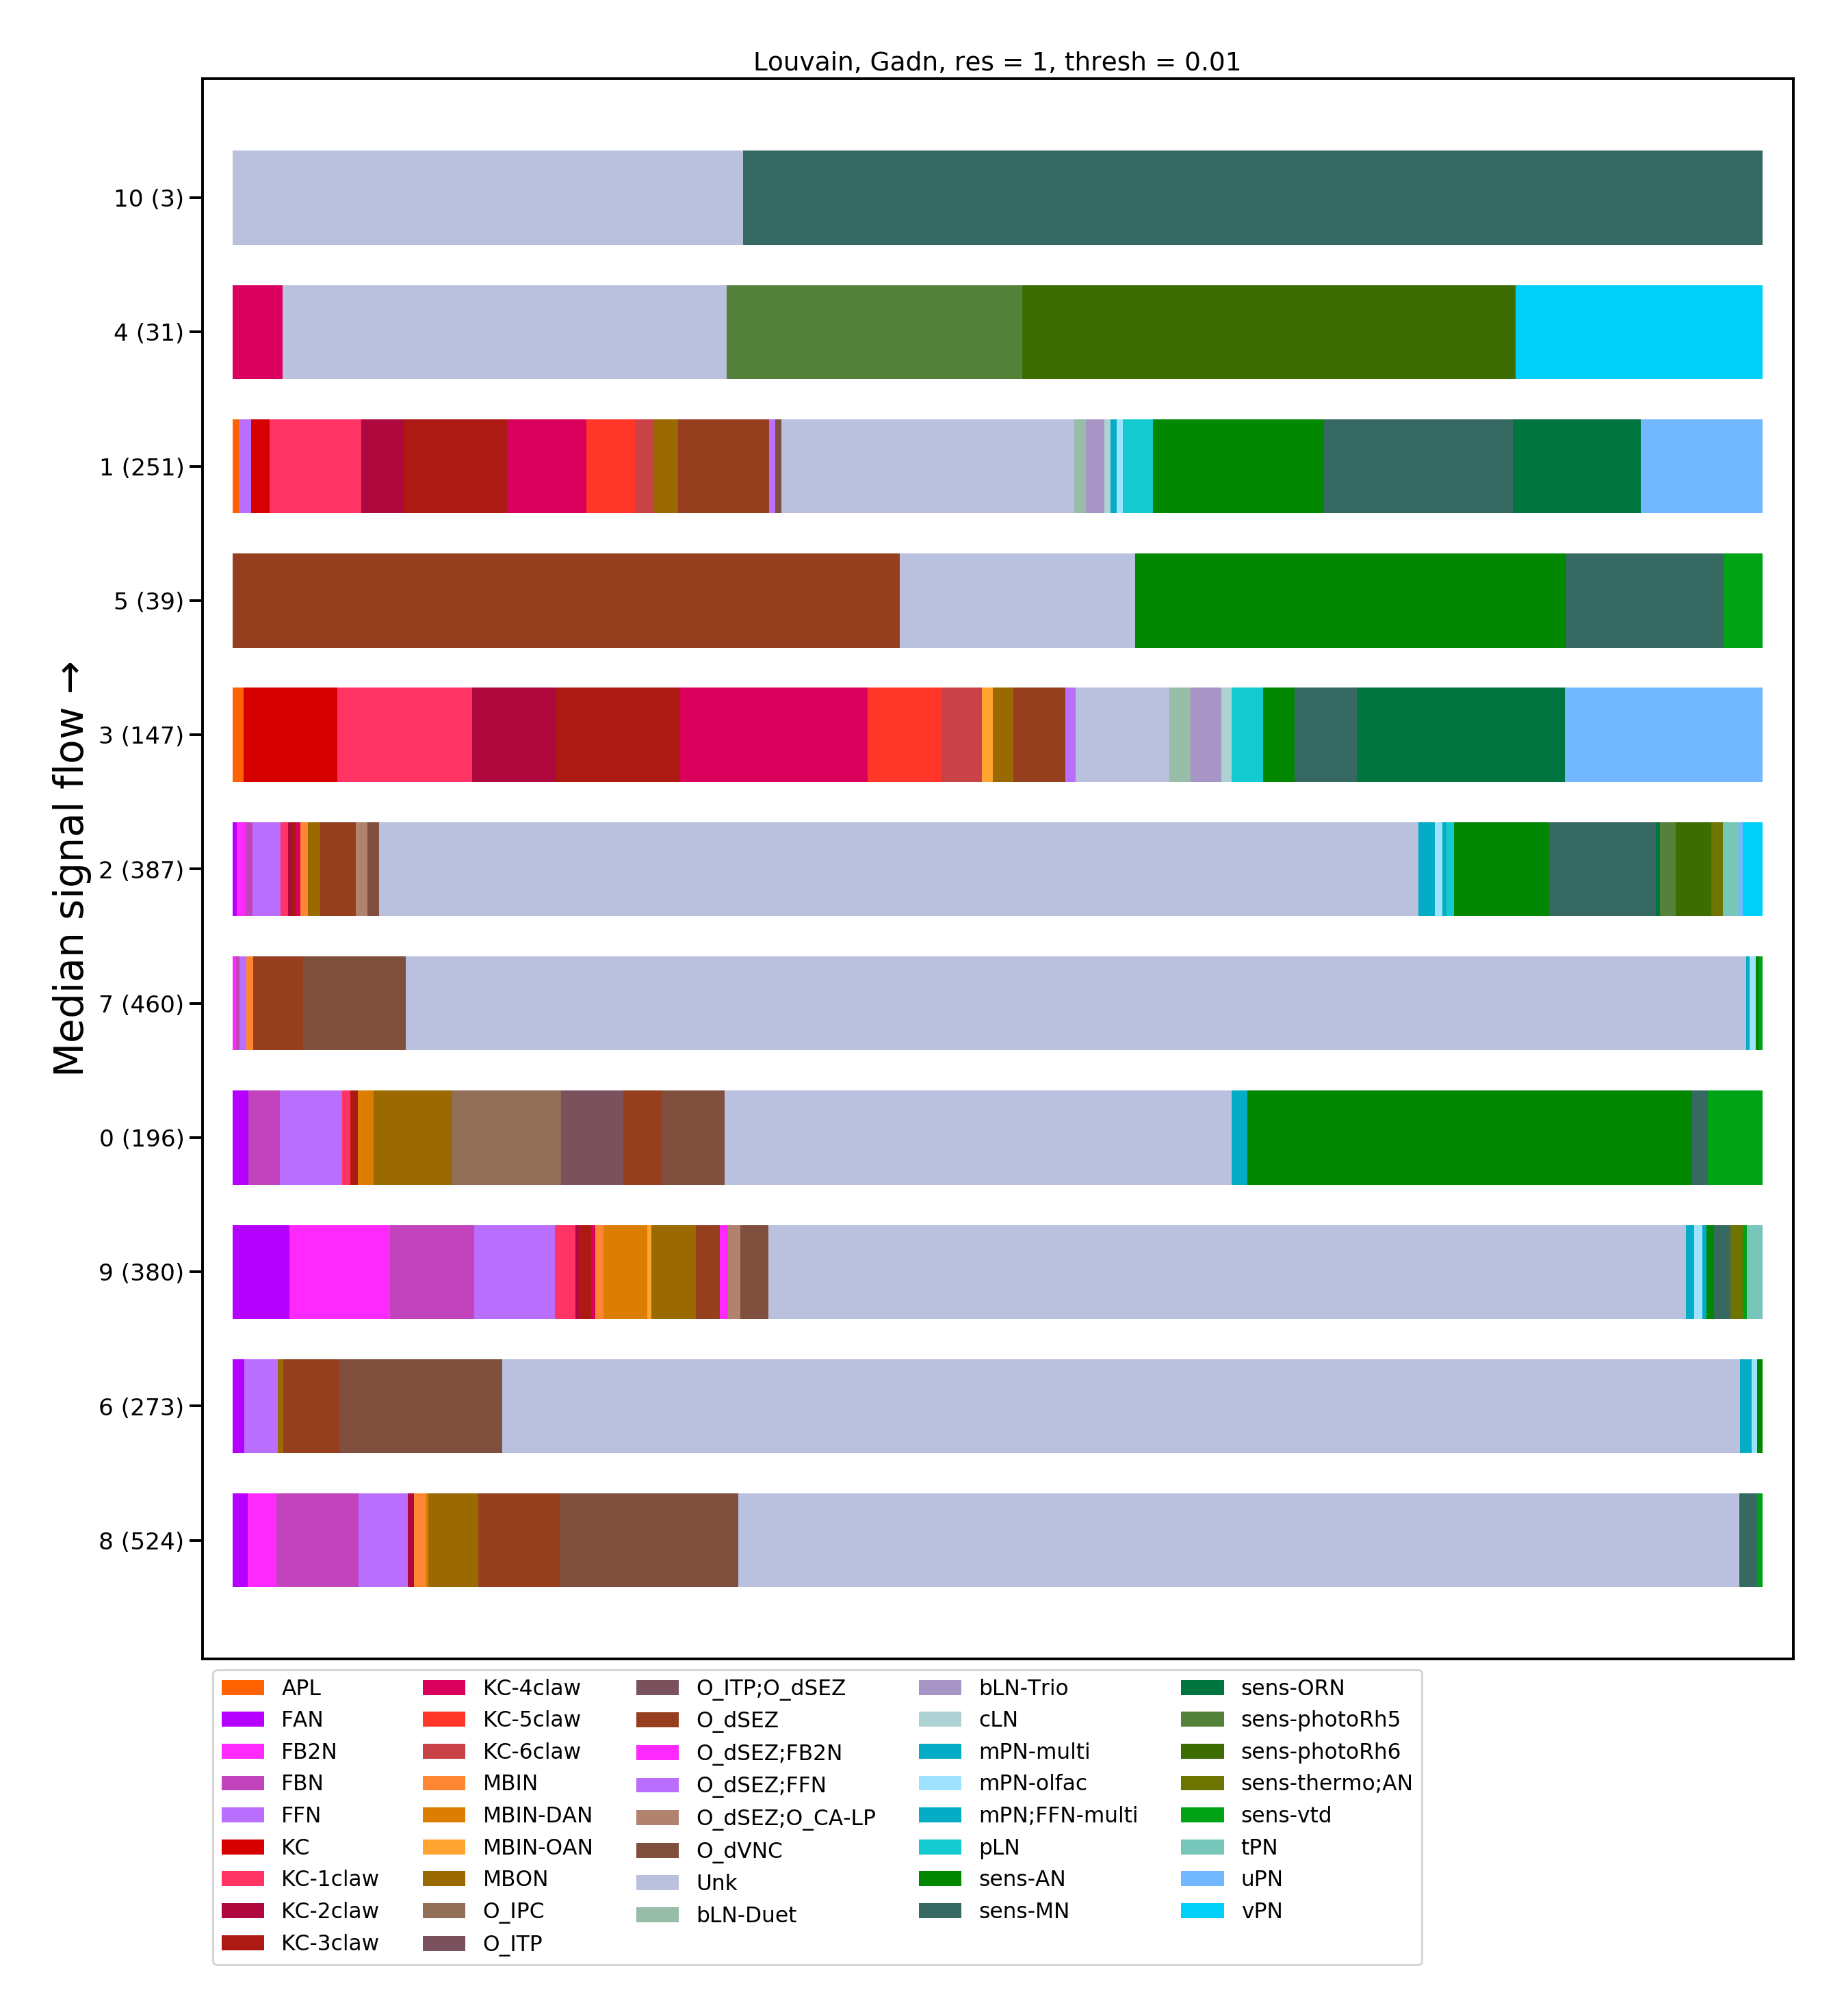 Louvain, Gadn, res = 1, thresh = 0.01
Median signal flow →
10 (3)
4 (31)
1 (251)
5 (39)
3 (147)
2 (387)
7 (460)
0 (196)
9 (380)
6 (273)
8 (524)
APL
FAN
FB2N
FBN
FFN
KC
KC-1claw
KC-2claw
KC-3claw
KC-4claw
KC-5claw
KC-6claw
MBIN
MBIN-DAN
MBIN-OAN
MBON
O_IPC
O_ITP
O_ITP;O_dSEZ
O_dSEZ
O_dSEZ;FB2N
O_dSEZ;FFN
O_dSEZ;O_CA-LP
O_dVNC
Unk
bLN-Duet
bLN-Trio
cLN
mPN-multi
mPN-olfac
mPN;FFN-multi
pLN
sens-AN
sens-MN
sens-ORN
sens-photoRh5
sens-photoRh6
sens-thermo;AN
sens-vtd
tPN
uPN
vPN